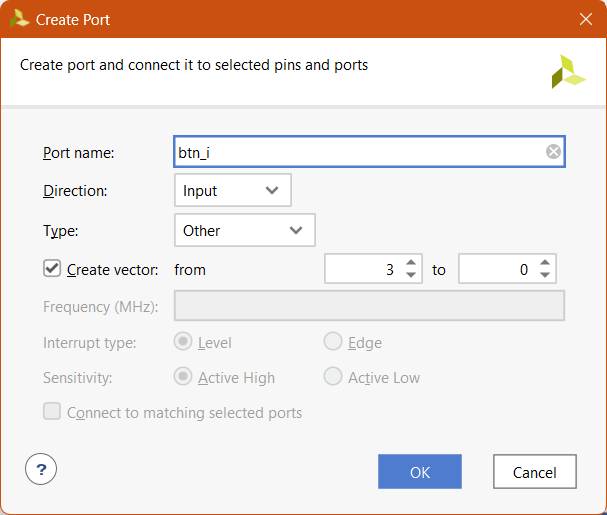 Create Port
Create port and connect it to selected pins and ports
Port name: btn_i
Direction: Input
Type: Other
Create vector: from 3 to 0
Frequency (MHz):
Interrupt type: Level Edge
Sensitivity: Active High Active Low
Connect to matching selected ports
? OK Cancel